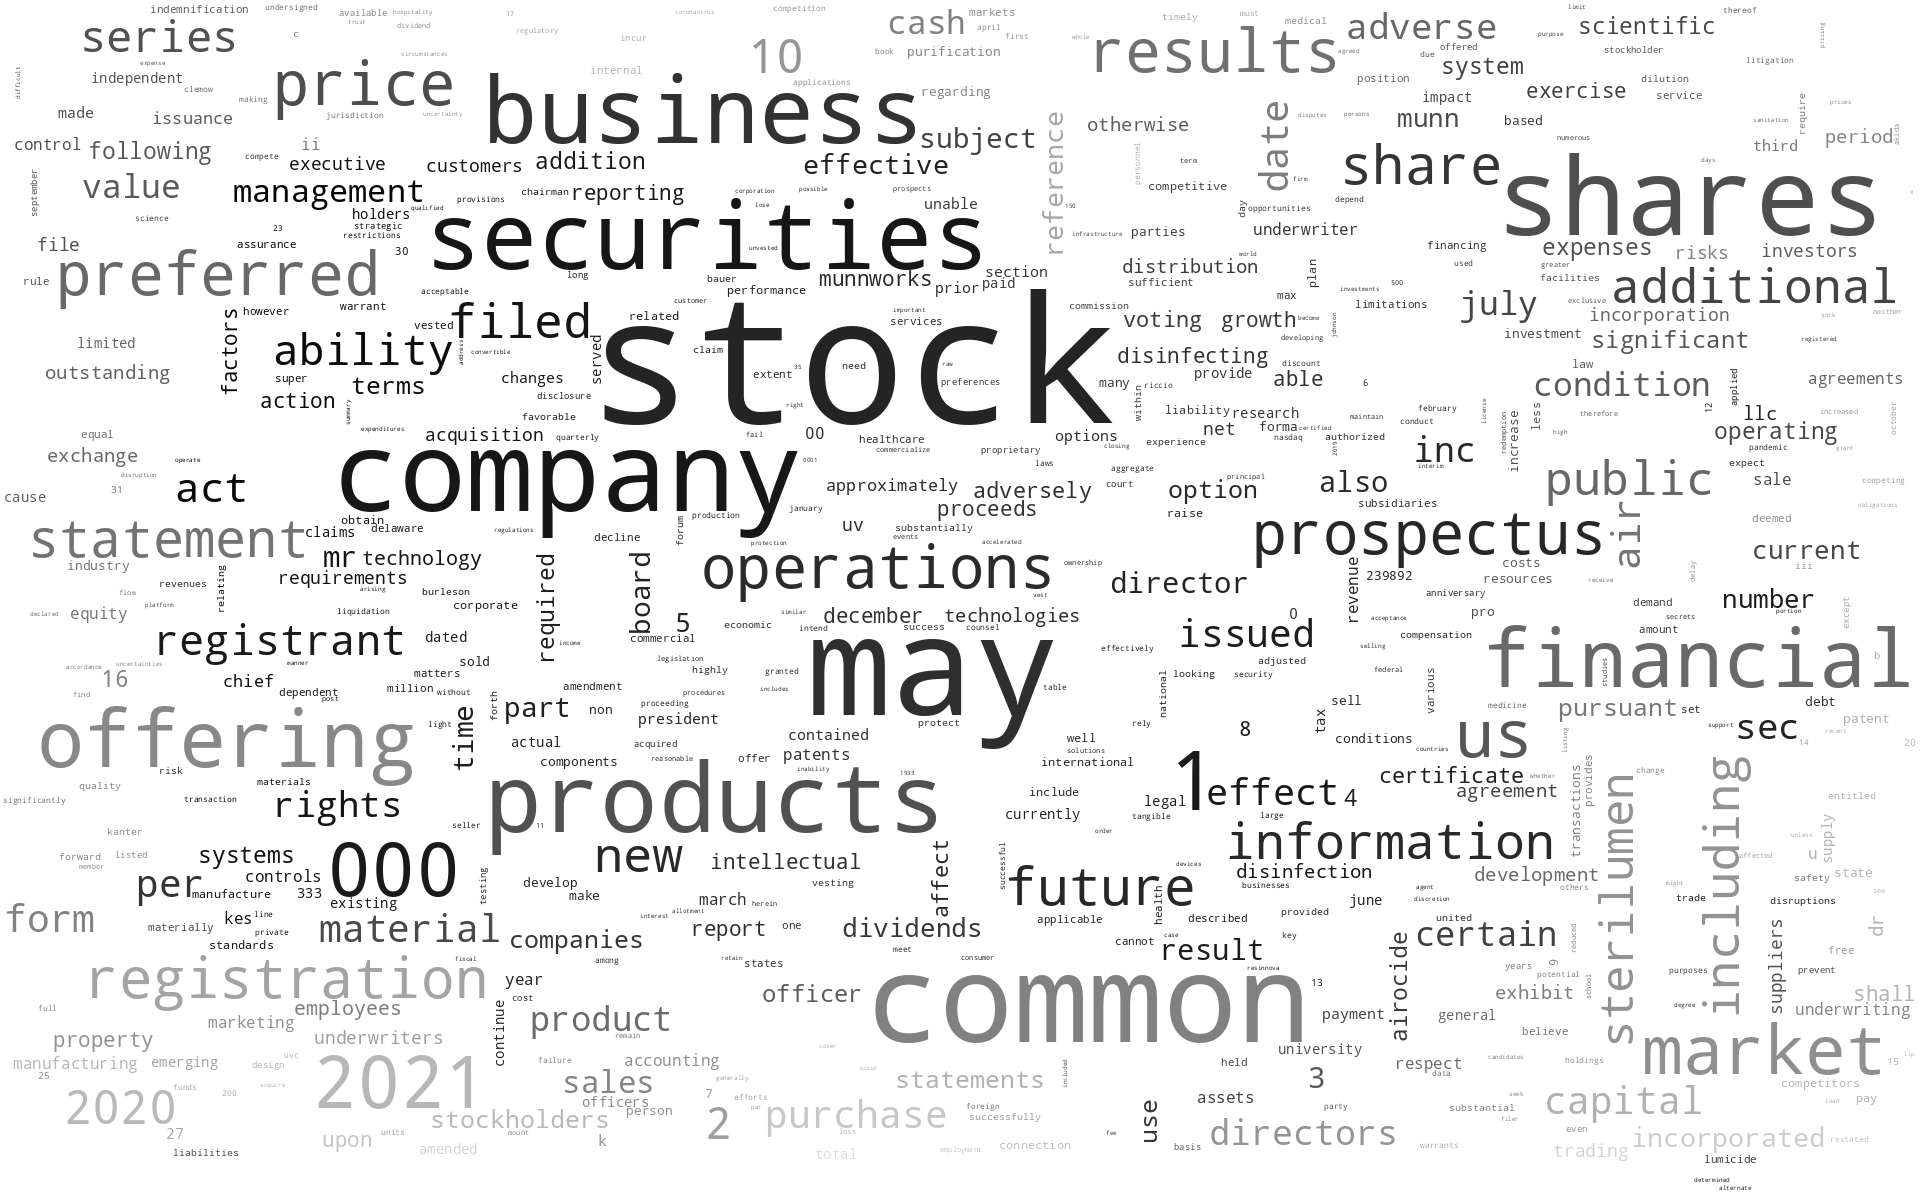 indemnification undersigned available hospitality 17 coronavirus competition markets timely must medical limit thereof
series c trust dividend regulatory incur cash april first results adverse purpose scientific pricing
expense circumstances 10 book purification whole agreed due offered stockholder
difficult independent price internal applications position system litigation
clemow making business regarding impact exercise dilution service
made issuance jurisdiction uncertainty subject reference otherwise date disputes persons munn based sanitation require prices
control following ii compete executive customers addition effective personnel term numerous third period akida
value management chairman reporting corporation possible prospects competitive firm share days shares
september holders qualified provisions lose unable 150 day opportunities depend
science 23 strategic restrictions securities infrastructure parties underwriter
file assurance 30 unvested world financing expenses risks investors
preferred long bauer munnworks section distribution plan used greater facilities additional
rule warrant acceptable performance prior paid sufficient max investments 500 exclusive
however filed customer related important services stock commission voting growth become limitations july incorporation york neither
limited factors ability vested address convertible served claim disinfecting developing johnson investment significant registered
outstanding super terms changes extent 35 need raw preferences many provide discount able 6 condition law applied agreements
action summary disclosure right within riccio
favorable liability research maintain february license less 12 llc increased october
equal expenditures acquisition quarterly fail 00 healthcare options closing experience net forma certified nasdaq authorized conduct redemption increase therefore high operating grant
exchange operate company 0001 commercialize proprietary laws 2019 inc interim pandemic expect
cause 31 disruption act approximately adversely aggregate court option principal also public sale competing
obtain january proceeds raise subsidiaries obligations
statement claims delaware regulations decline forum production uv substantially events prospectus air deemed
industry mr technology protection operations accelerated ownership costs current
revenues relating requirements arising required board vest director revenue 239892 resources receive delay iii
declared equity flow platform liquidation burleson corporate 5 december technologies 0 anniversary pro demand secrets portion number except
registrant dated income commercial economic similar intend success counsel issued acceptance compensation amount
accordance uncertainties manner sold legislation may effectively selling financial b
find 16 chief matters highly granted adjusted federal studies
dependent post million without amendment procedures includes table looking security various
offering time light forth part non proceeding president protect rely national tax sell medicine pursuant set debt patent
actual acquired contained well solutions 8 conditions us support sec recent 14 20
risk components reasonable offer patents inability international countries listing
quality materials 1933 1 certificate whether transactions provides change
significantly transaction rights products include legal effect 4 agreement sterilumen including entitled
seller 11 currently tangible large
kanter order information unless supply
forward listed systems new intellectual successful devices disinfection development affected u
member controls 000 testing develop vesting affect future businesses others might safety state
per manufacture 333 existing make agent discretion trade see disruptions
form kes line material interest allotment march herein applicable health described provided june united
materially private companies report one dividends cannot case key certain reduced suppliers dr
standards among meet result airocide free
registration fiscal retain states consumer resinnova years 9 potential purposes prevent
year officer common 13 exhibit school degree shall
full employees cost continue product payment general underwriting
property marketing underwriters remain cover university believe market
manufacturing emerging design uvc failure accounting held included respect candidates holdings 15 llp
25 funds 200 acquire 2021 sales generally statements occur 3 data competitors
2020 officers 7 efforts foreign assets seek capital lead pay
stockholders person 2 par purchase successfully use party substantial filer
27 upon units mount k loss fee directors even incorporated restated
liabilities amended total employment connection basis warrants trading
lumicide
determined
alternate